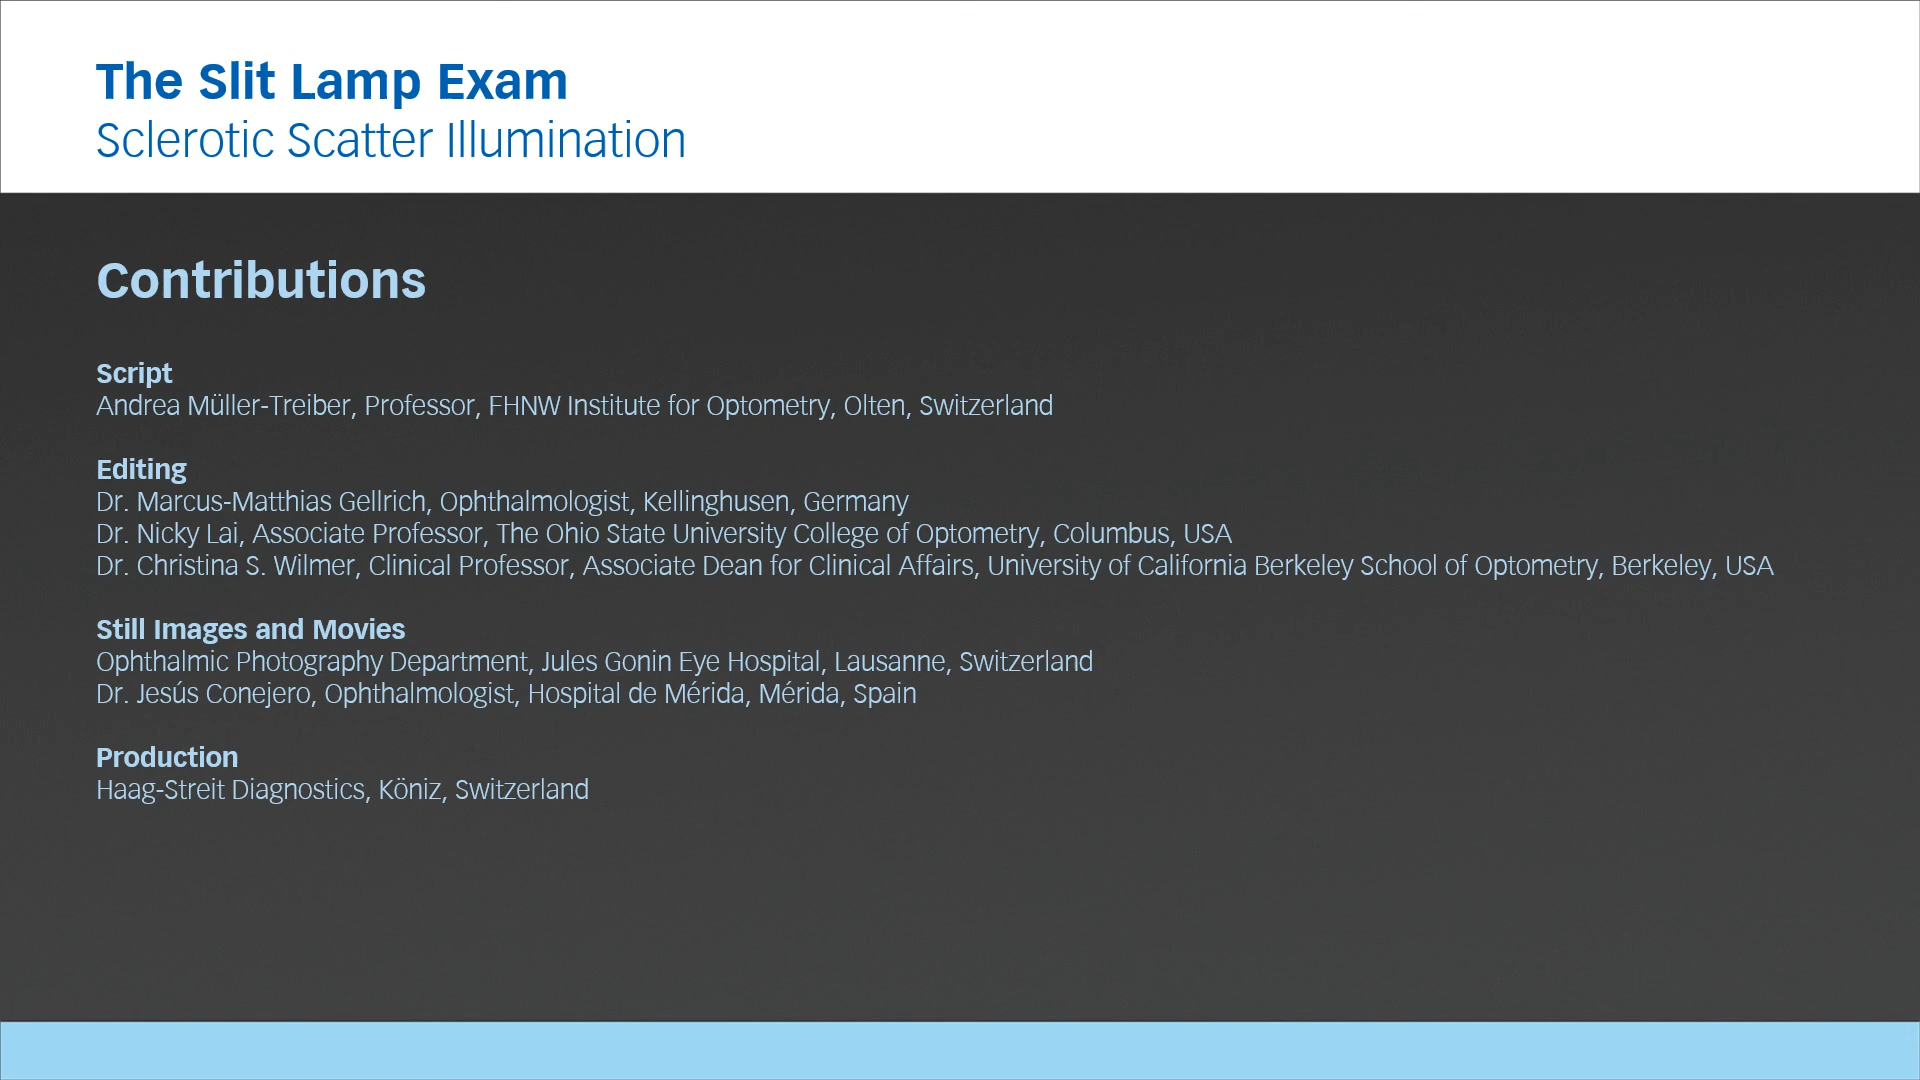 The Slit Lamp Exam
Sclerotic Scatter Illumination
Contributions
Script
Andrea Müller-Treiber, Professor, FHNW Institute for Optometry, Olten, Switzerland
Editing
Dr. Marcus-Matthias Gellrich, Ophthalmologist, Kellinghusen, Germany
Dr. Nicky Lai, Associate Professor, The Ohio State University College of Optometry, Columbus, USA
Dr. Christina S. Wilmer, Clinical Professor, Associate Dean for Clinical Affairs, University of California Berkeley School of Optometry, Berkeley, USA
Still Images and Movies
Ophthalmic Photography Department, Jules Gonin Eye Hospital, Lausanne, Switzerland
Dr. Jesús Conejero, Ophthalmologist, Hospital de Mérida, Mérida, Spain
Production
Haag-Streit Diagnostics, Köniz, Switzerland